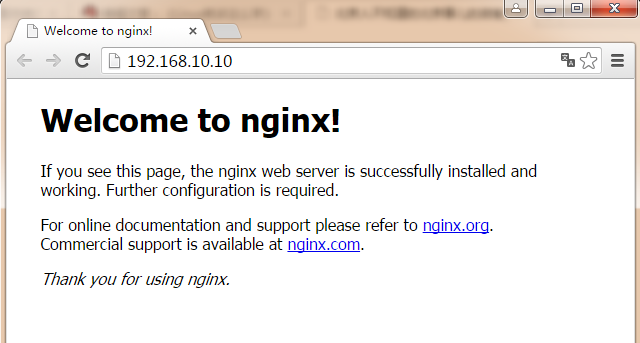 Welcome to nginx!
192.168.10.10
Welcome to nginx!
If you see this page, the nginx web server is successfully installed and
working. Further configuration is required.
For online documentation and support please refer to nginx.org.
Commercial support is available at nginx.com.
Thank you for using nginx.